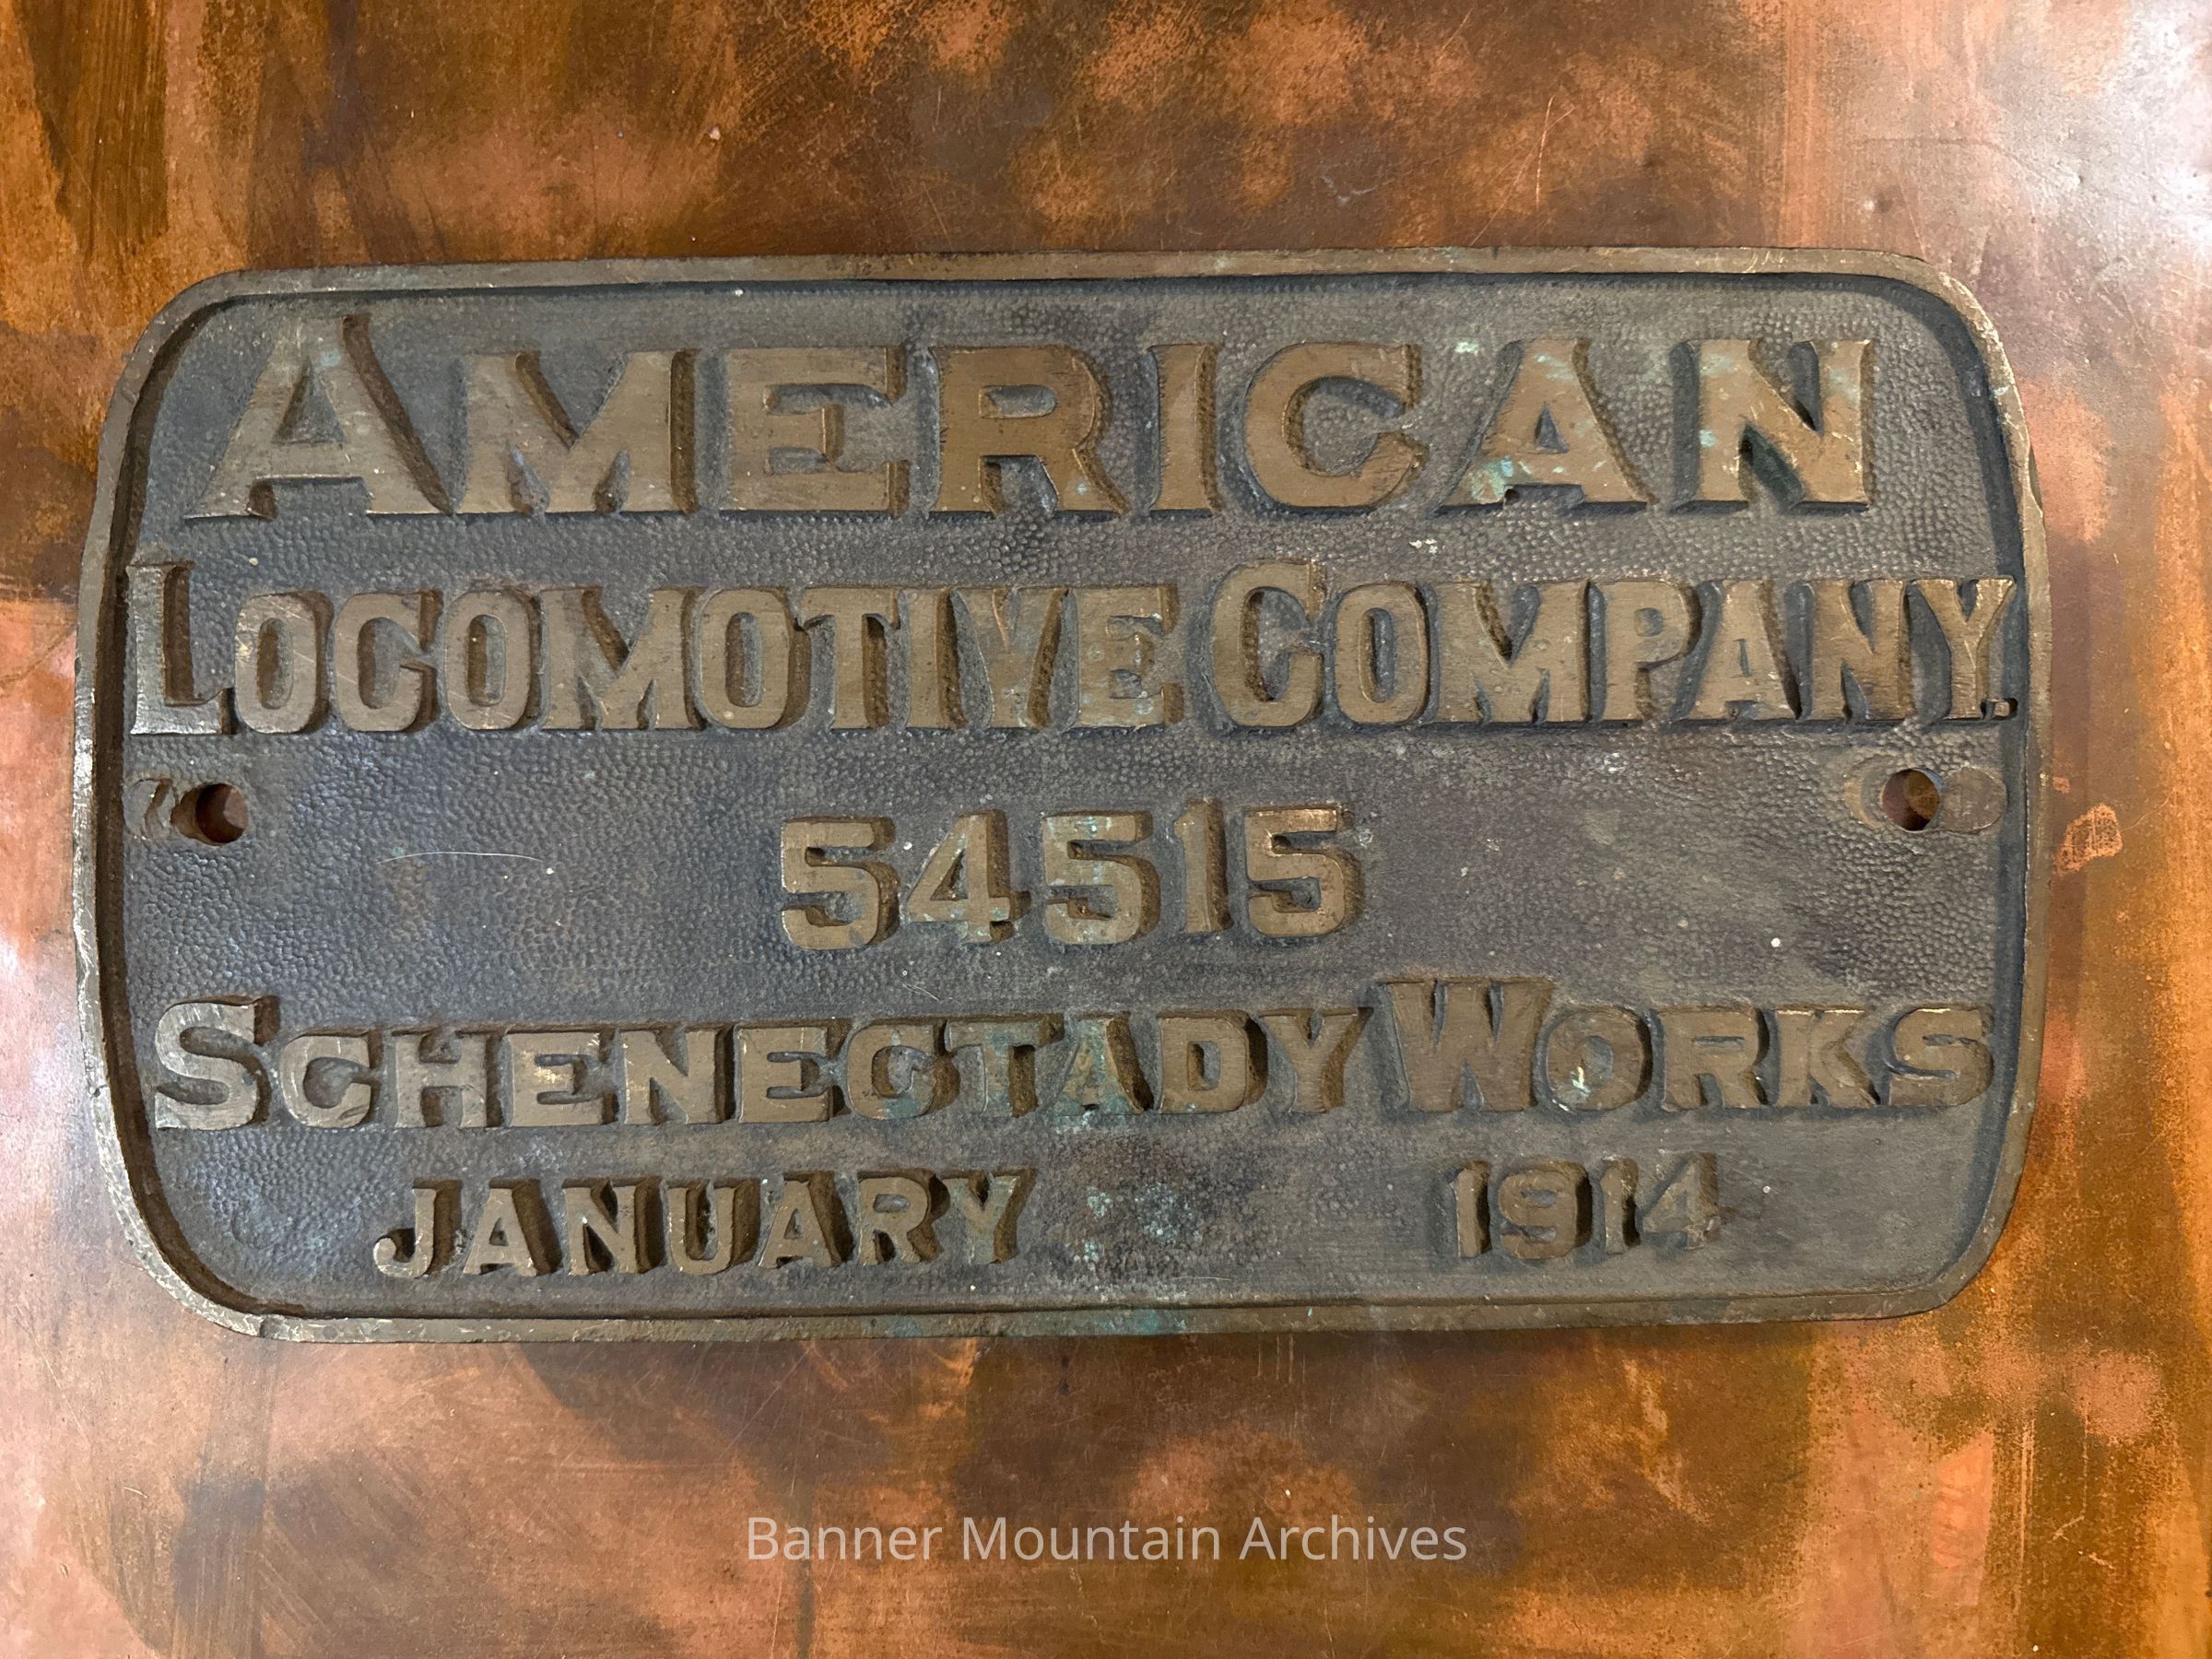 AMERICAN
LOCOMOTIVE COMPANY.
54515
SCHENECTADY WORKS
JANUARY 1914
Banner Mountain Archives